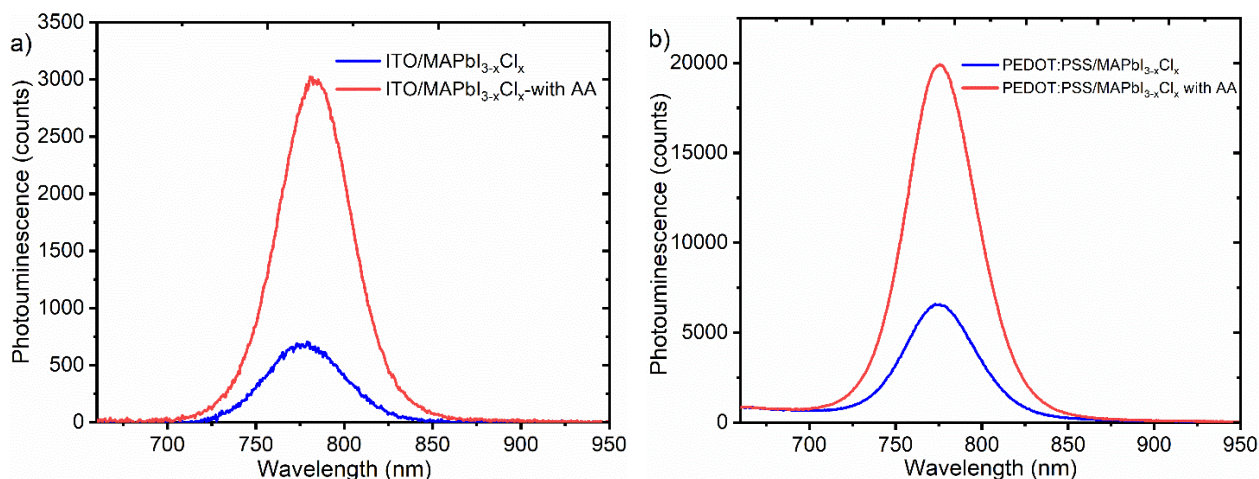 a)
3500
3000
2500
2000
1500
1000
500
0
Photouminescence (counts)
ITO/MAPbI₃₋ₓClₓ
ITO/MAPbI₃₋ₓClₓ-with AA
700 750 800 850 900 950
Wavelength (nm)
b)
20000
15000
10000
5000
0
Photouminescence (counts)
PEDOT:PSS/MAPbI₃₋ₓClₓ
PEDOT:PSS/MAPbI₃₋ₓClₓ with AA
700 750 800 850 900 950
Wavelength (nm)